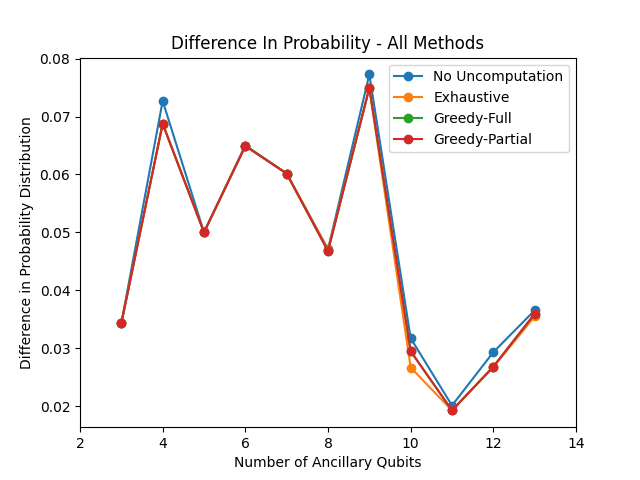 Difference In Probability - All Methods
Difference in Probability Distribution
0.08
0.07
0.06
0.05
0.04
0.03
0.02
No Uncomputation
Exhaustive
Greedy-Full
Greedy-Partial
2 4 6 8 10 12 14
Number of Ancillary Qubits